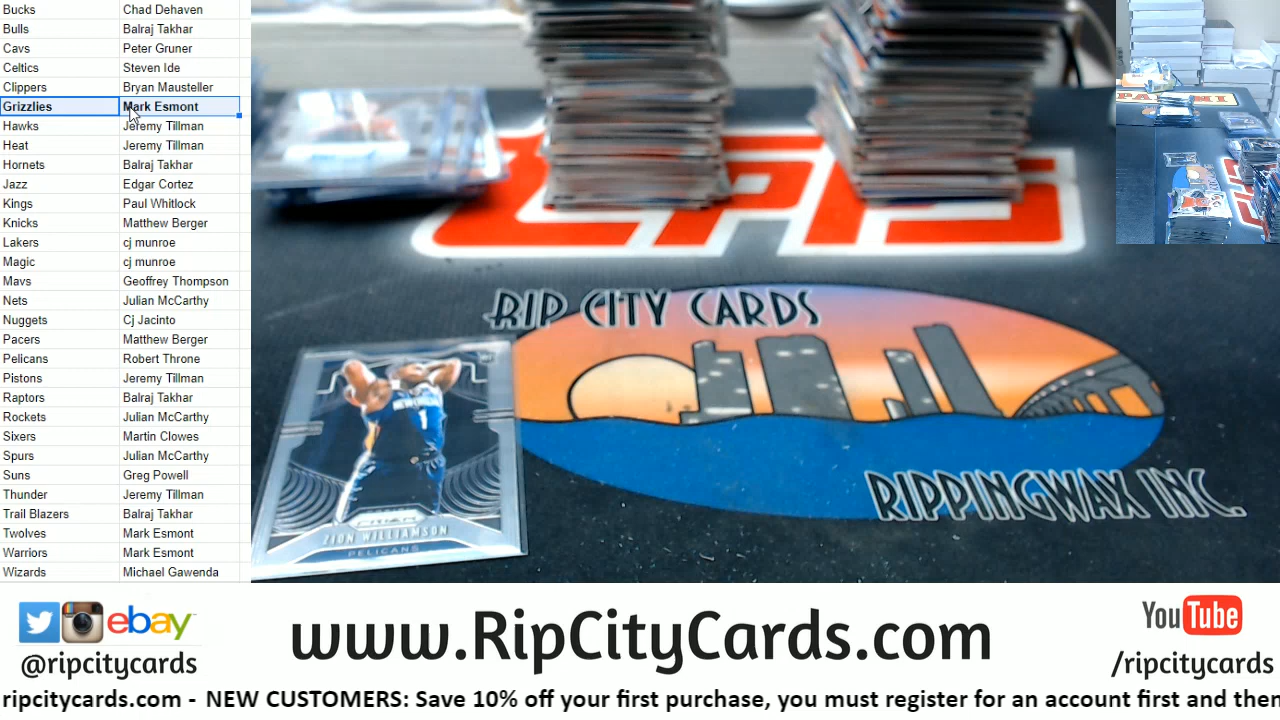 Bucks Chad Dehaven
Bulls Balraj Takhar
Cavs Peter Gruner
Celtics Steven Ide
Clippers Bryan Mausteller
Grizzlies Mark Esmont
Hawks Jeremy Tillman
Heat Jeremy Tillman
Hornets Balraj Takhar
Jazz Edgar Cortez
Kings Paul Whitlock
Knicks Matthew Berger
Lakers cj munroe
Magic cj munroe
Mavs Geoffrey Thompson
Nets Julian McCarthy
Nuggets Cj Jacinto
Pacers Matthew Berger
Pelicans Robert Throne
Pistons Jeremy Tillman
Raptors Balraj Takhar
Rockets Julian McCarthy
Sixers Martin Clowes
Spurs Julian McCarthy
Suns Greg Powell
Thunder Jeremy Tillman
Trail Blazers Balraj Takhar
Twolves Mark Esmont
Warriors Mark Esmont
Wizards Michael Gawenda
RIP CITY CARDS
RIPPINGWAX INC.
1
PRIZM
ZION WILLIAMSON
PELICANS
ebay
@ripcitycards
www.RipCityCards.com
YouTube
/ripcitycards
ripcitycards.com - NEW CUSTOMERS: Save 10% off your first purchase, you must register for an account first and then